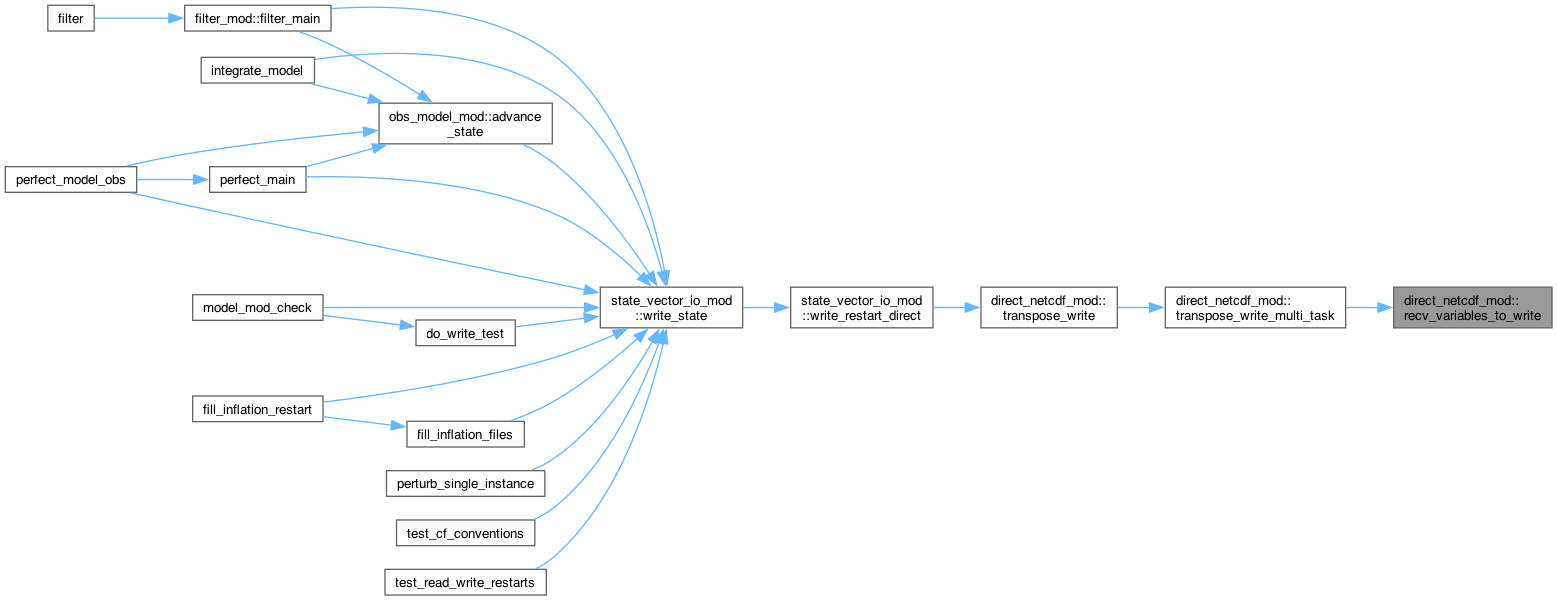 filter
filter_mod::filter_main
integrate_model
obs_model_mod::advance
_state
perfect_model_obs
perfect_main
model_mod_check
do_write_test
state_vector_io_mod
::write_state
state_vector_io_mod
::write_restart_direct
direct_netcdf_mod::
transpose_write
direct_netcdf_mod::
transpose_write_multi_task
direct_netcdf_mod::
recv_variables_to_write
fill_inflation_restart
fill_inflation_files
perturb_single_instance
test_cf_conventions
test_read_write_restarts